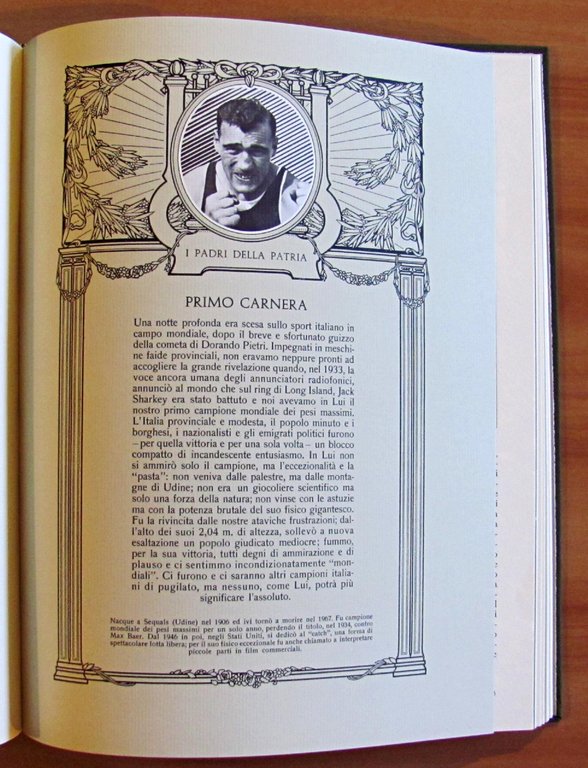 I PADRI DELLA PATRIA
PRIMO CARNERA
Una notte profonda era scesa sullo sport italiano in
campo mondiale, dopo il breve e sfortunato guizzo
della cometa di Dorando Pietri. Impegnati in meschi-
ne faide provinciali, non eravamo neppure pronti ad
accogliere la grande rivelazione quando, nel 1933, la
voce ancora umana degli annunciatori radiofonici,
annunciò al mondo che sul ring di Long Island, Jack
Sharkey era stato battuto e noi avevamo in Lui il
nostro primo campione mondiale dei pesi massimi.
L'Italia provinciale e modesta, il popolo minuto e i
borghesi, i nazionalisti e gli emigrati politici furono
– per quella vittoria e per una sola volta – un blocco
compatto di incandescente entusiasmo. In Lui non
si ammirò solo il campione, ma l'eccezionalità e la
"pasta": non veniva dalle palestre, ma dalle monta-
gne di Udine; non era un giocoliere scientifico ma
solo una forza della natura; non vinse con le astuzie
ma con la potenza brutale del suo fisico gigantesco.
Fu la rivincita dalle nostre ataviche frustrazioni; dal-
l'alto dei suoi 2,04 m. di altezza, sollevò a nuova
esaltazione un popolo giudicato mediocre; fummo,
per la sua vittoria, tutti degni di ammirazione e di
plauso e ci sentimmo incondizionatamente "mon-
diali". Ci furono e ci saranno altri campioni italia-
ni di pugilato, ma nessuno, come Lui, potrà più
significare l'assoluto.
Nacque a Sequals (Udine) nel 1906 ed ivi tornò a morire nel 1967. Fu campione
mondiale dei pesi massimi per un solo anno, perdendo il titolo, nel 1934, contro
Max Baer. Dal 1946 in poi, negli Stati Uniti, si dedicò al "catch", una forma di
spettacolare lotta libera; per il suo fisico eccezionale fu anche chiamato a interpretare
piccole parti in film commerciali.